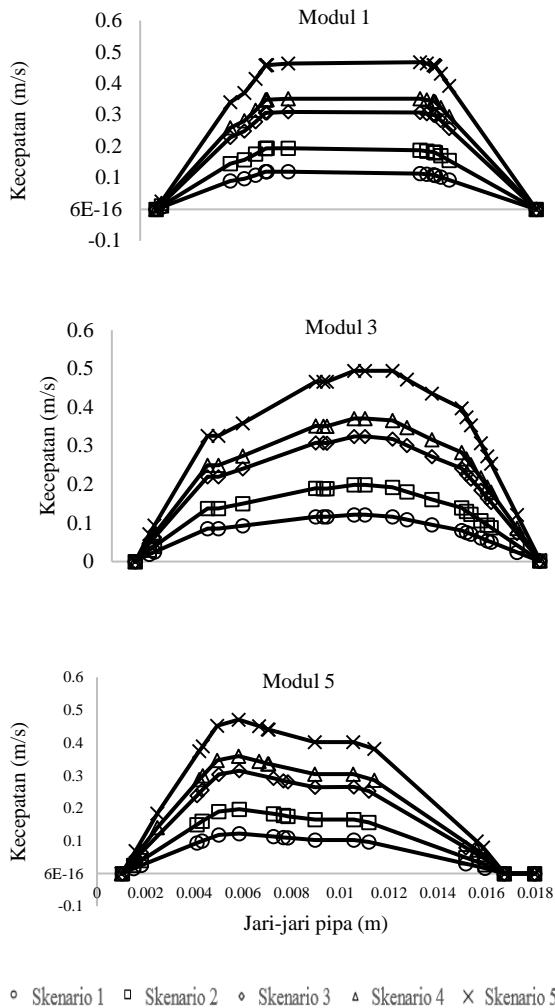 Modul 1
Kecepatan (m/s)
0.6
0.5
0.4
0.3
0.2
0.1
6E-16
-0.1
Modul 3
Kecepatan (m/s)
0.6
0.5
0.4
0.3
0.2
0.1
0
Modul 5
Kecepatan (m/s)
0.6
0.5
0.4
0.3
0.2
0.1
6E-16
-0.1
0 0.002 0.004 0.006 0.008 0.01 0.012 0.014 0.016 0.018
Jari-jari pipa (m)
Skenario 1 Skenario 2 Skenario 3 Skenario 4 Skenario 5